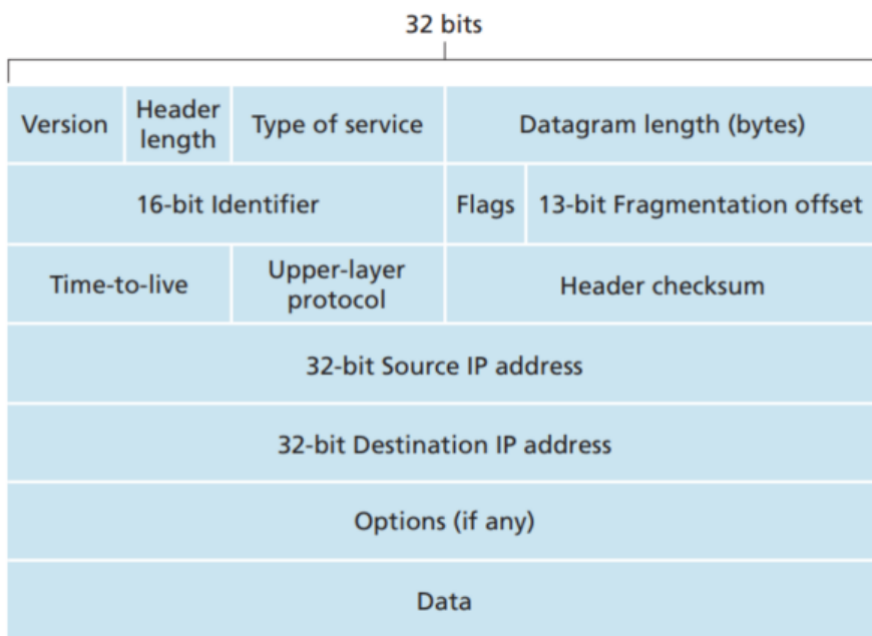 32 bits
Version
Header
length
Type of service
Datagram length (bytes)
16-bit Identifier
Flags
13-bit Fragmentation offset
Time-to-live
Upper-layer
protocol
Header checksum
32-bit Source IP address
32-bit Destination IP address
Options (if any)
Data